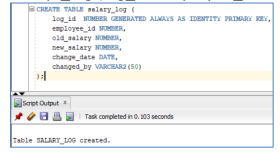 CREATE TABLE salary_log (
log_id NUMBER GENERATED ALWAYS AS IDENTITY PRIMARY KEY,
employee_id NUMBER,
old_salary NUMBER,
new_salary NUMBER,
change_date DATE,
changed_by VARCHAR2(50)
);
Script Output ×
Task completed in 0.103 seconds
Table SALARY_LOG created.